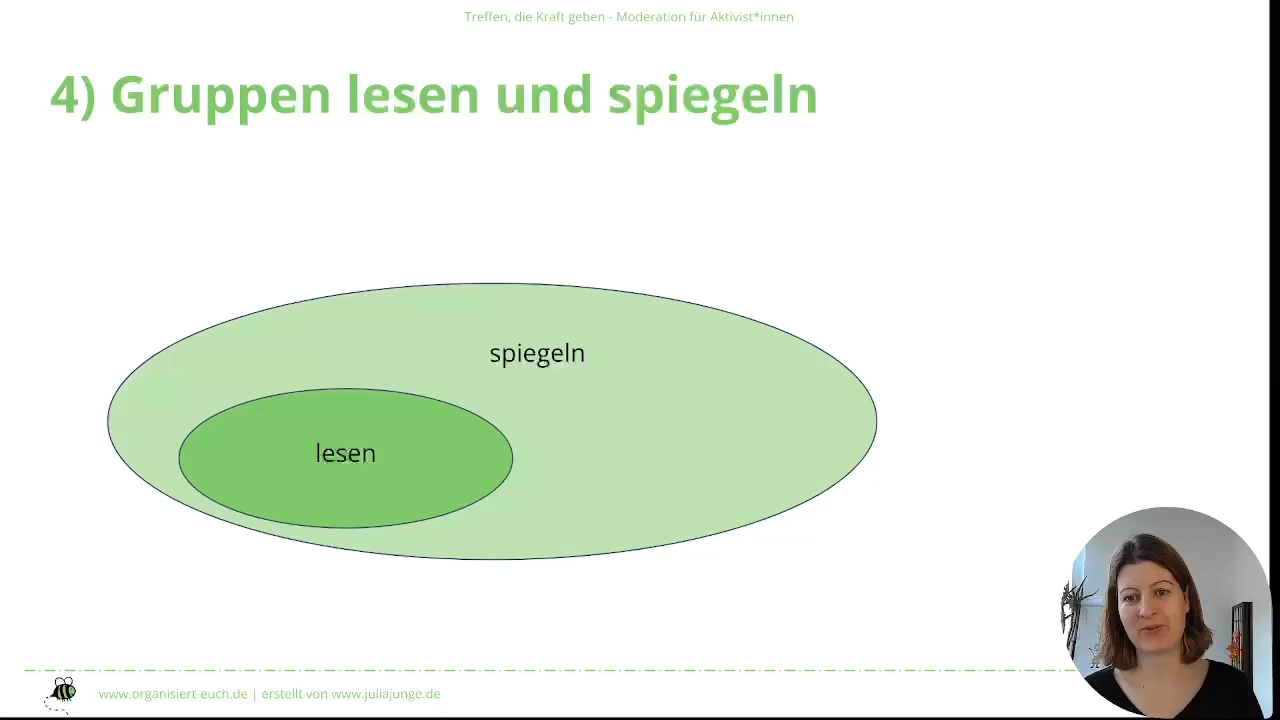 Treffen, die Kraft geben - Moderation für Aktivist*innen
4) Gruppen lesen und spiegeln
spiegeln
lesen
www.organisiert-euch.de | erstellt von www.juliajunge.de